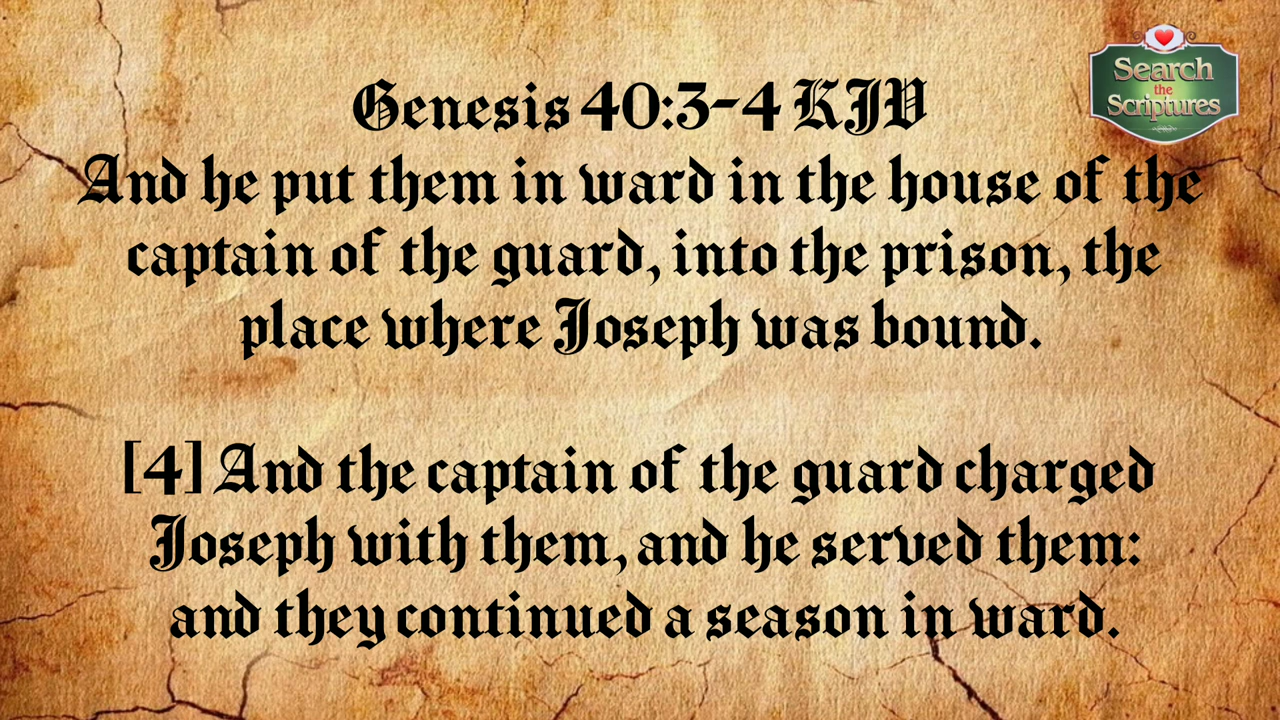 Search
the
Scriptures
Genesis 40:3-4 KJV
And he put them in ward in the house of the
captain of the guard, into the prison, the
place where Joseph was bound.
[4] And the captain of the guard charged
Joseph with them, and he served them:
and they continued a season in ward.